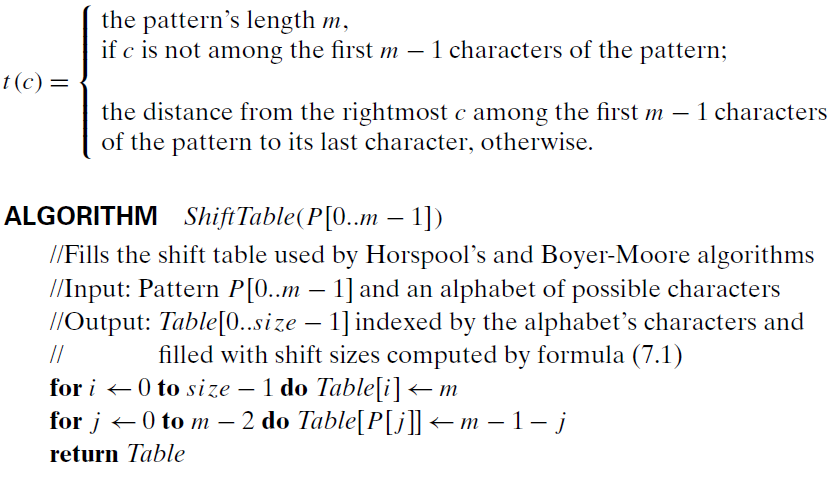 the pattern’s length m,
if c is not among the first m − 1 characters of the pattern;
t(c) =
the distance from the rightmost c among the first m − 1 characters
of the pattern to its last character, otherwise.
ALGORITHM ShiftTable(P[0..m − 1])
//Fills the shift table used by Horspool’s and Boyer-Moore algorithms
//Input: Pattern P[0..m − 1] and an alphabet of possible characters
//Output: Table[0..size − 1] indexed by the alphabet’s characters and
// filled with shift sizes computed by formula (7.1)
for i ← 0 to size − 1 do Table[i] ← m
for j ← 0 to m − 2 do Table[P[j]] ← m − 1 − j
return Table